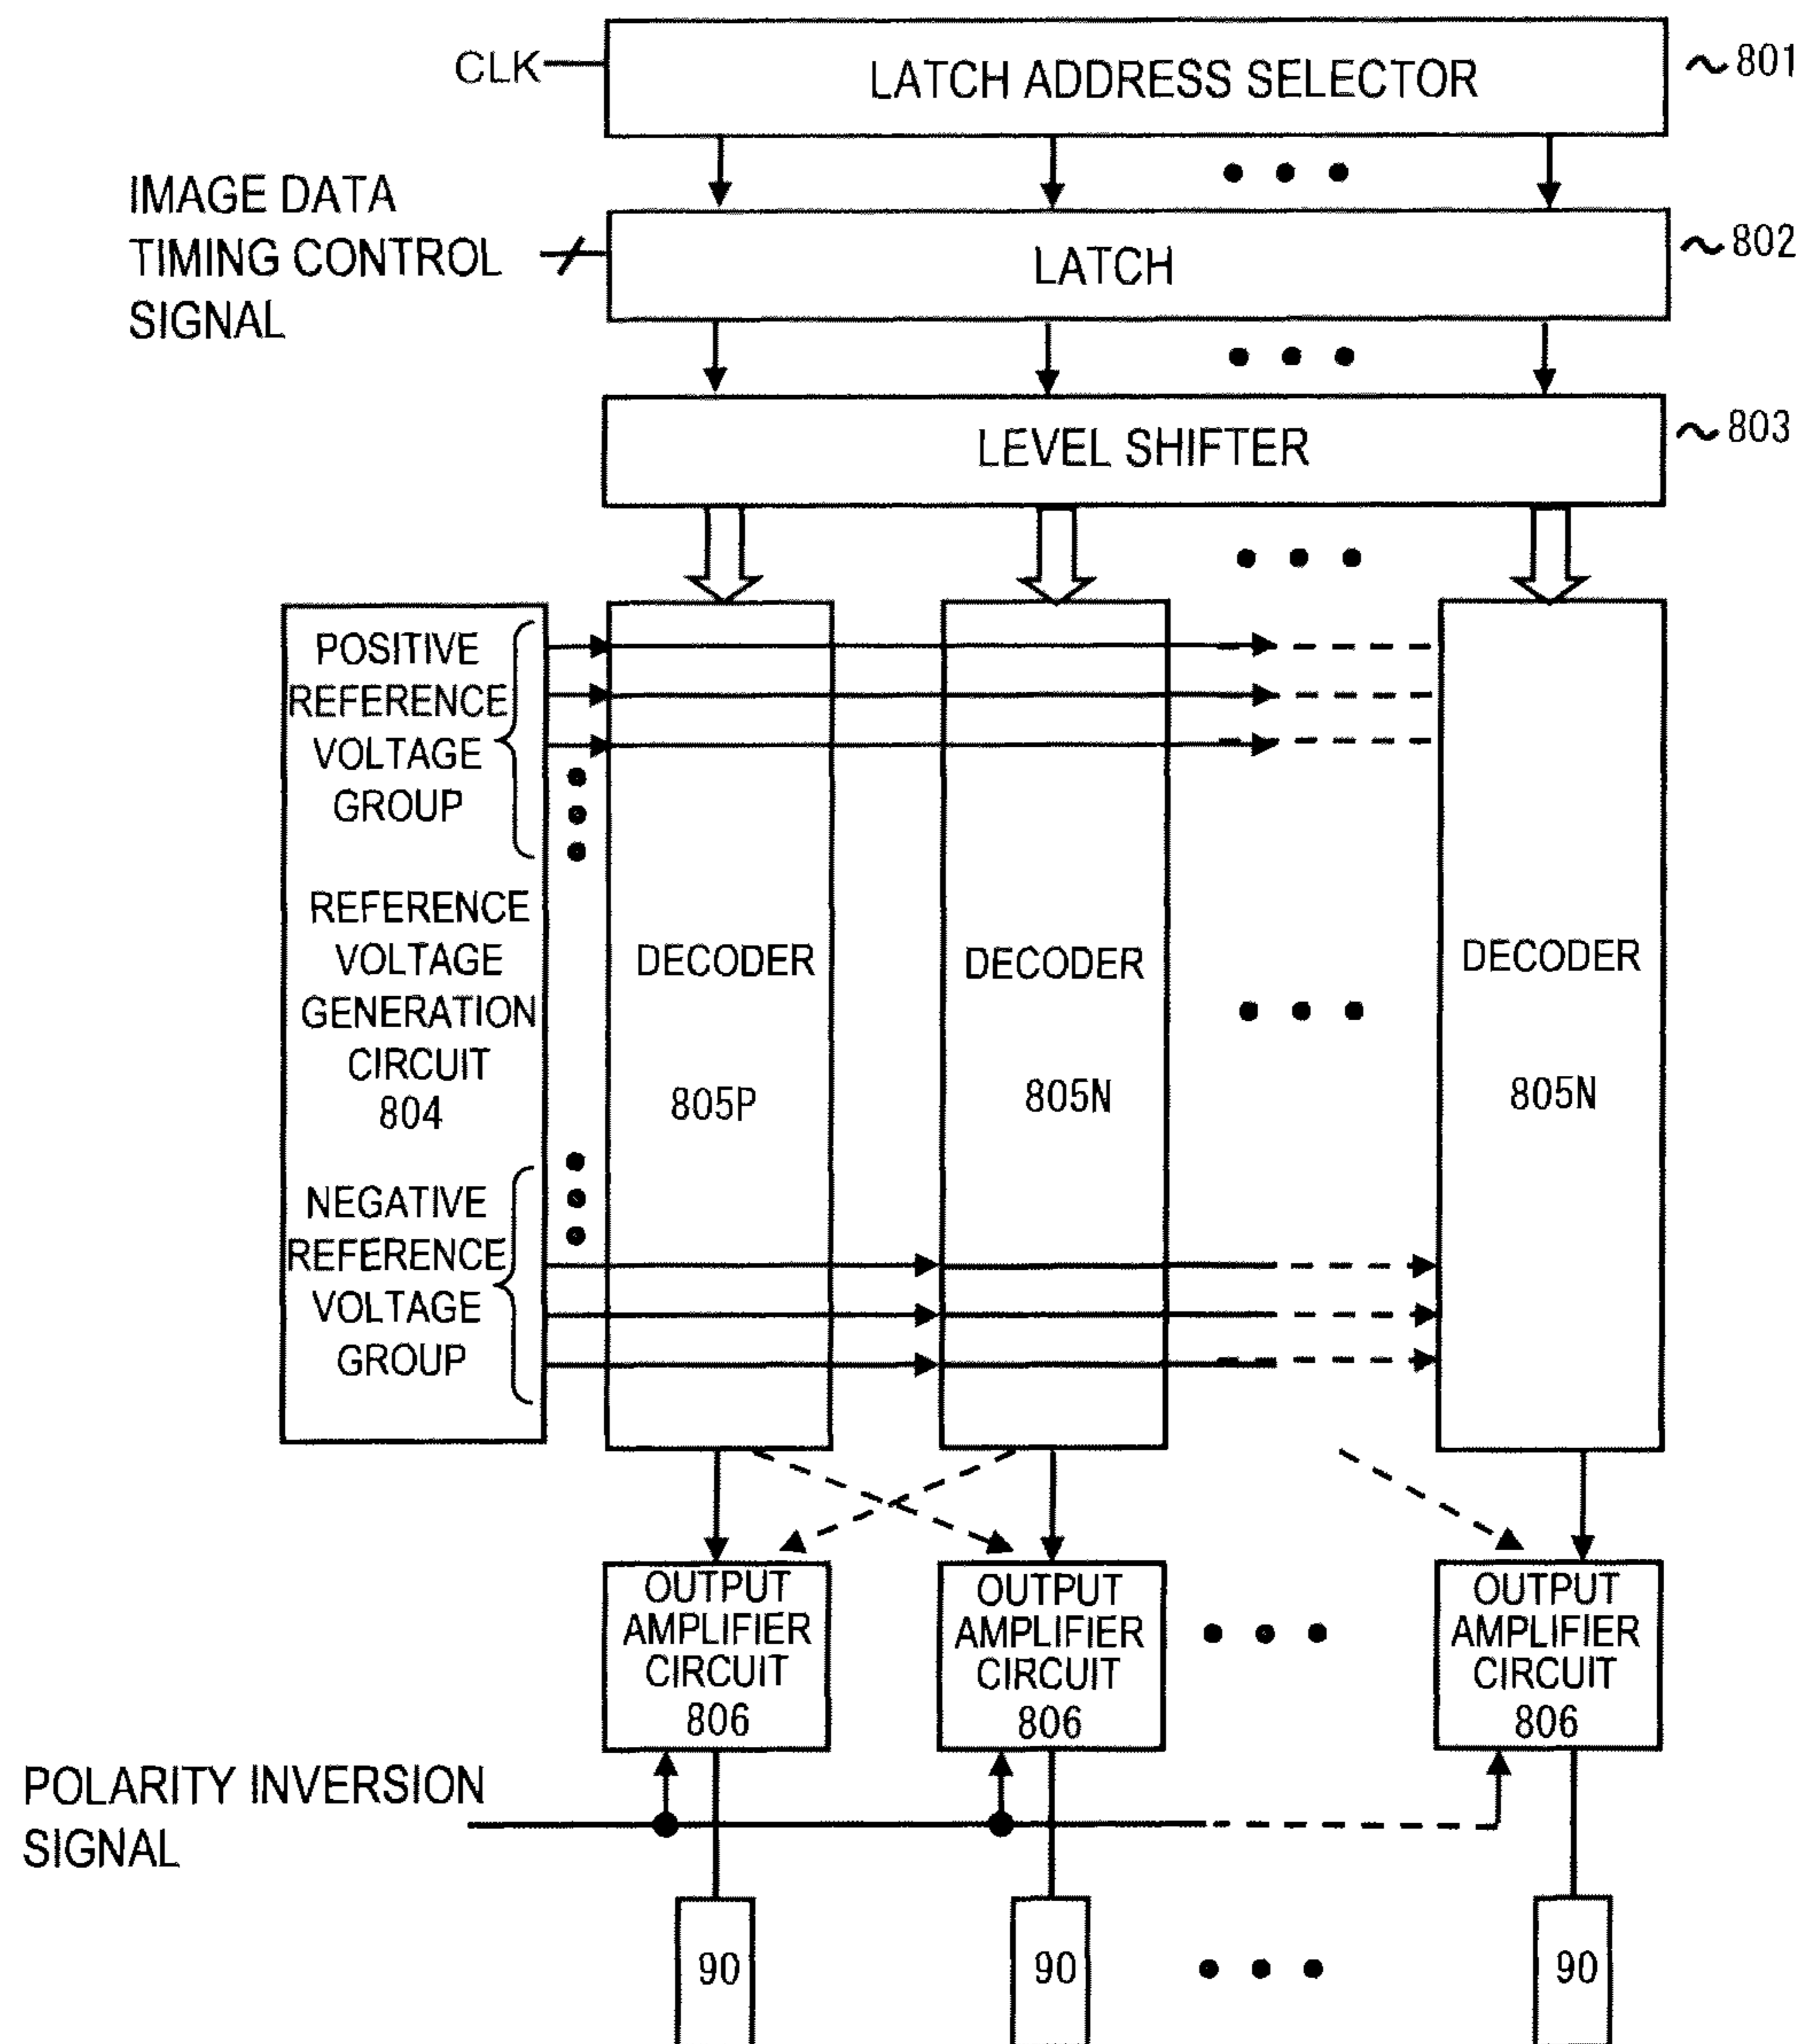 CLK
LATCH ADDRESS SELECTOR
801
IMAGE DATA
TIMING CONTROL
SIGNAL
LATCH
802
LEVEL SHIFTER
803
POSITIVE
REFERENCE
VOLTAGE
GROUP
REFERENCE
VOLTAGE
GENERATION
CIRCUIT
804
NEGATIVE
REFERENCE
VOLTAGE
GROUP
DECODER
805P
DECODER
805N
DECODER
805N
OUTPUT
AMPLIFIER
CIRCUIT
806
OUTPUT
AMPLIFIER
CIRCUIT
806
OUTPUT
AMPLIFIER
CIRCUIT
806
POLARITY INVERSION
SIGNAL
90
90
90